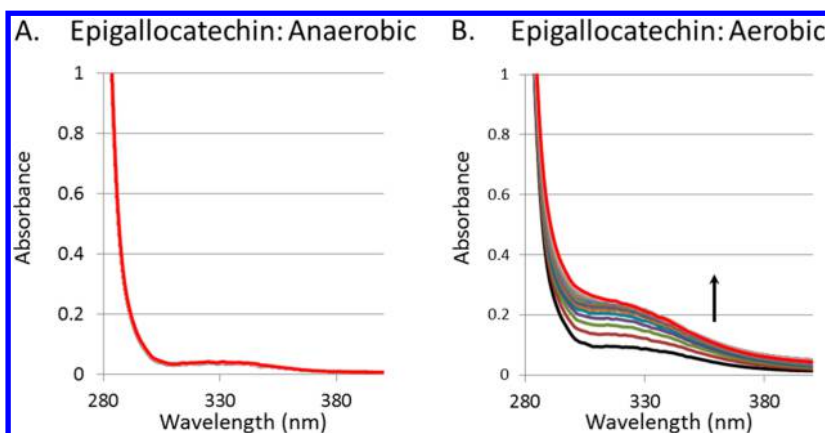 A. Epigallocatechin: Anaerobic
1
0.8
0.6
0.4
0.2
0
Absorbance
280 330 380
Wavelength (nm)
B. Epigallocatechin: Aerobic
1
0.8
0.6
0.4
0.2
0
Absorbance
280 330 380
Wavelength (nm)